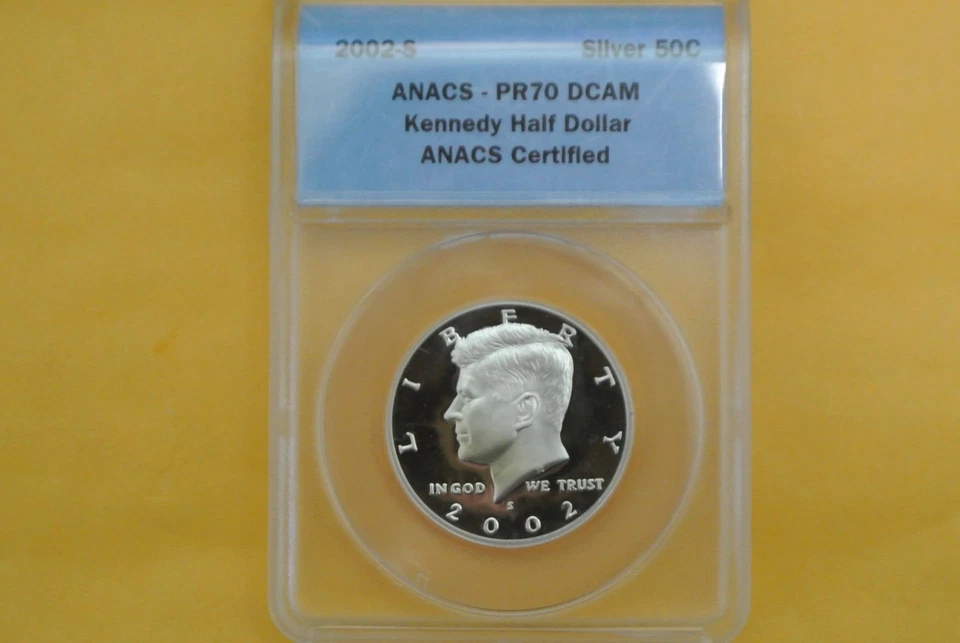 2002-S Silver 50C
ANACS - PR70 DCAM
Kennedy Half Dollar
ANACS Certified
LIBERTY
IN GOD WE TRUST
S
2002